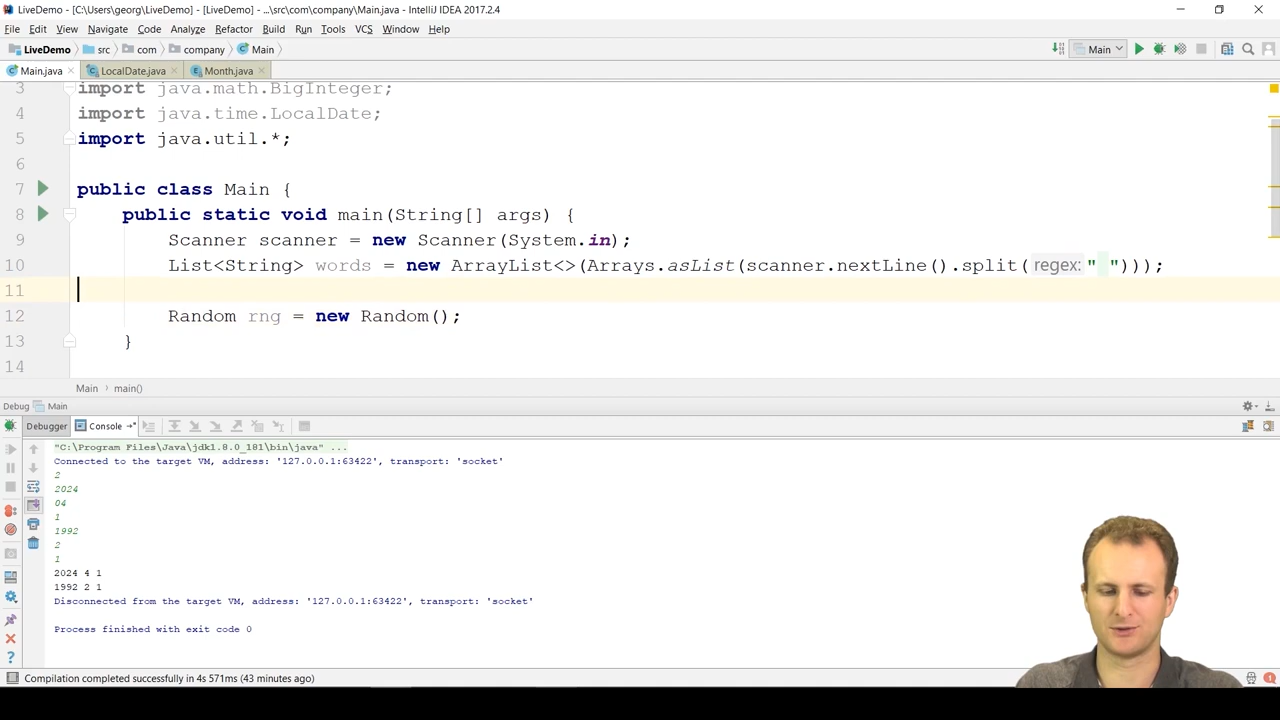 LiveDemo - [C:\Users\georg\LiveDemo] - [LiveDemo] - ...\src\com\company\Main.java - IntelliJ IDEA 2017.2.4
File Edit View Navigate Code Analyze Refactor Build Run Tools VCS Window Help
LiveDemo src com company Main Main
Main.java LocalDate.java Month.java
3 import java.math.BigInteger;
4 import java.time.LocalDate;
5 import java.util.*;
6
7 public class Main {
8 public static void main(String[] args) {
9 Scanner scanner = new Scanner(System.in);
10 List<String> words = new ArrayList<>(Arrays.asList(scanner.nextLine().split( regex: " ")));
11
12 Random rng = new Random();
13 }
14
Main › main()
Debug Main
Debugger Console
"C:\Program Files\Java\jdk1.8.0_181\bin\java" ...
Connected to the target VM, address: '127.0.0.1:63422', transport: 'socket'
2
2024
04
1
1992
2
1
2024 4 1
1992 2 1
Disconnected from the target VM, address: '127.0.0.1:63422', transport: 'socket'
Process finished with exit code 0
Compilation completed successfully in 4s 571ms (43 minutes ago)
1